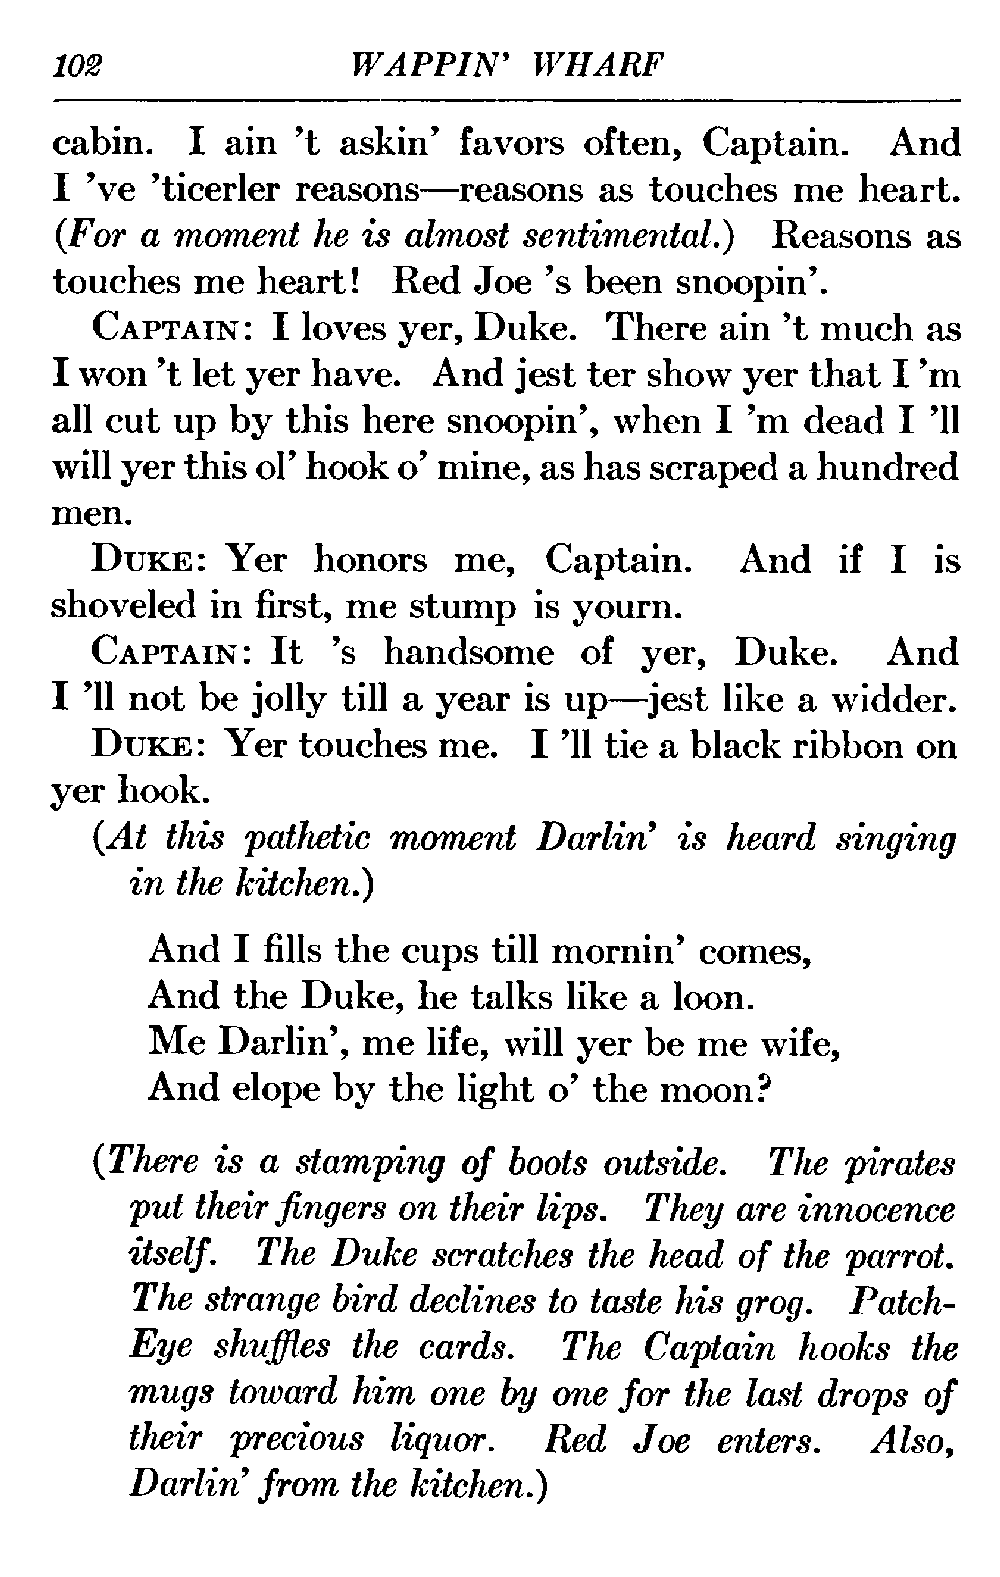 102 WAPPIN' WHARF
cabin. I ain 't askin' favors often, Captain. And
I 've 'ticerler reasons—reasons as touches me heart.
(For a moment he is almost sentimental.) Reasons as
touches me heart! Red Joe 's been snoopin'.
CAPTAIN: I loves yer, Duke. There ain 't much as
I won 't let yer have. And jest ter show yer that I 'm
all cut up by this here snoopin', when I 'm dead I 'll
will yer this ol' hook o' mine, as has scraped a hundred
men.
DUKE: Yer honors me, Captain. And if I is
shoveled in first, me stump is yourn.
CAPTAIN: It 's handsome of yer, Duke. And
I 'll not be jolly till a year is up—jest like a widder.
DUKE: Yer touches me. I 'll tie a black ribbon on
yer hook.
(At this pathetic moment Darlin' is heard singing
in the kitchen.)
And I fills the cups till mornin' comes,
And the Duke, he talks like a loon.
Me Darlin', me life, will yer be me wife,
And elope by the light o' the moon?
(There is a stamping of boots outside. The pirates
put their fingers on their lips. They are innocence
itself. The Duke scratches the head of the parrot.
The strange bird declines to taste his grog. Patch-
Eye shuffles the cards. The Captain hooks the
mugs toward him one by one for the last drops of
their precious liquor. Red Joe enters. Also,
Darlin' from the kitchen.)